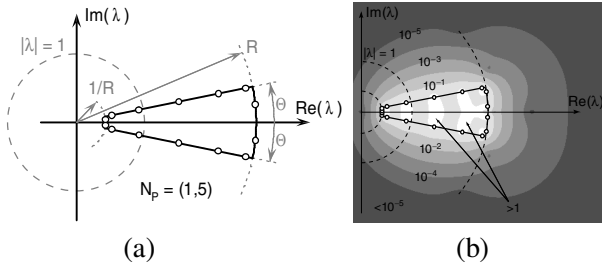 Im(λ)
|λ| = 1
R
1/R
Θ
Re(λ)
Θ
N_P = (1,5)
(a)
Im(λ)
10^-5
|λ| = 1
10^-3
10^-1
Re(λ)
10^-2
10^-4
<10^-5
>1
(b)